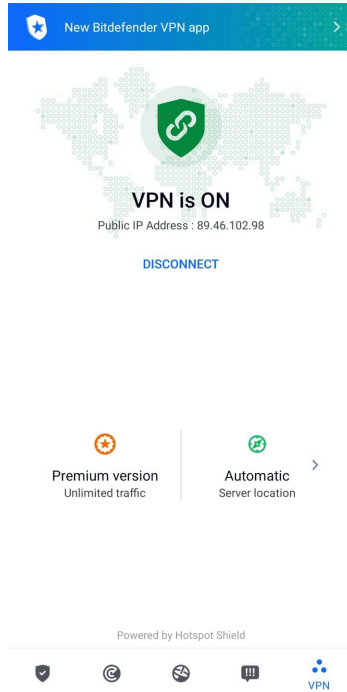 New Bitdefender VPN app
VPN is ON
Public IP Address : 89.46.102.98
DISCONNECT
Premium version
Unlimited traffic
Automatic
Server location
Powered by Hotspot Shield
VPN